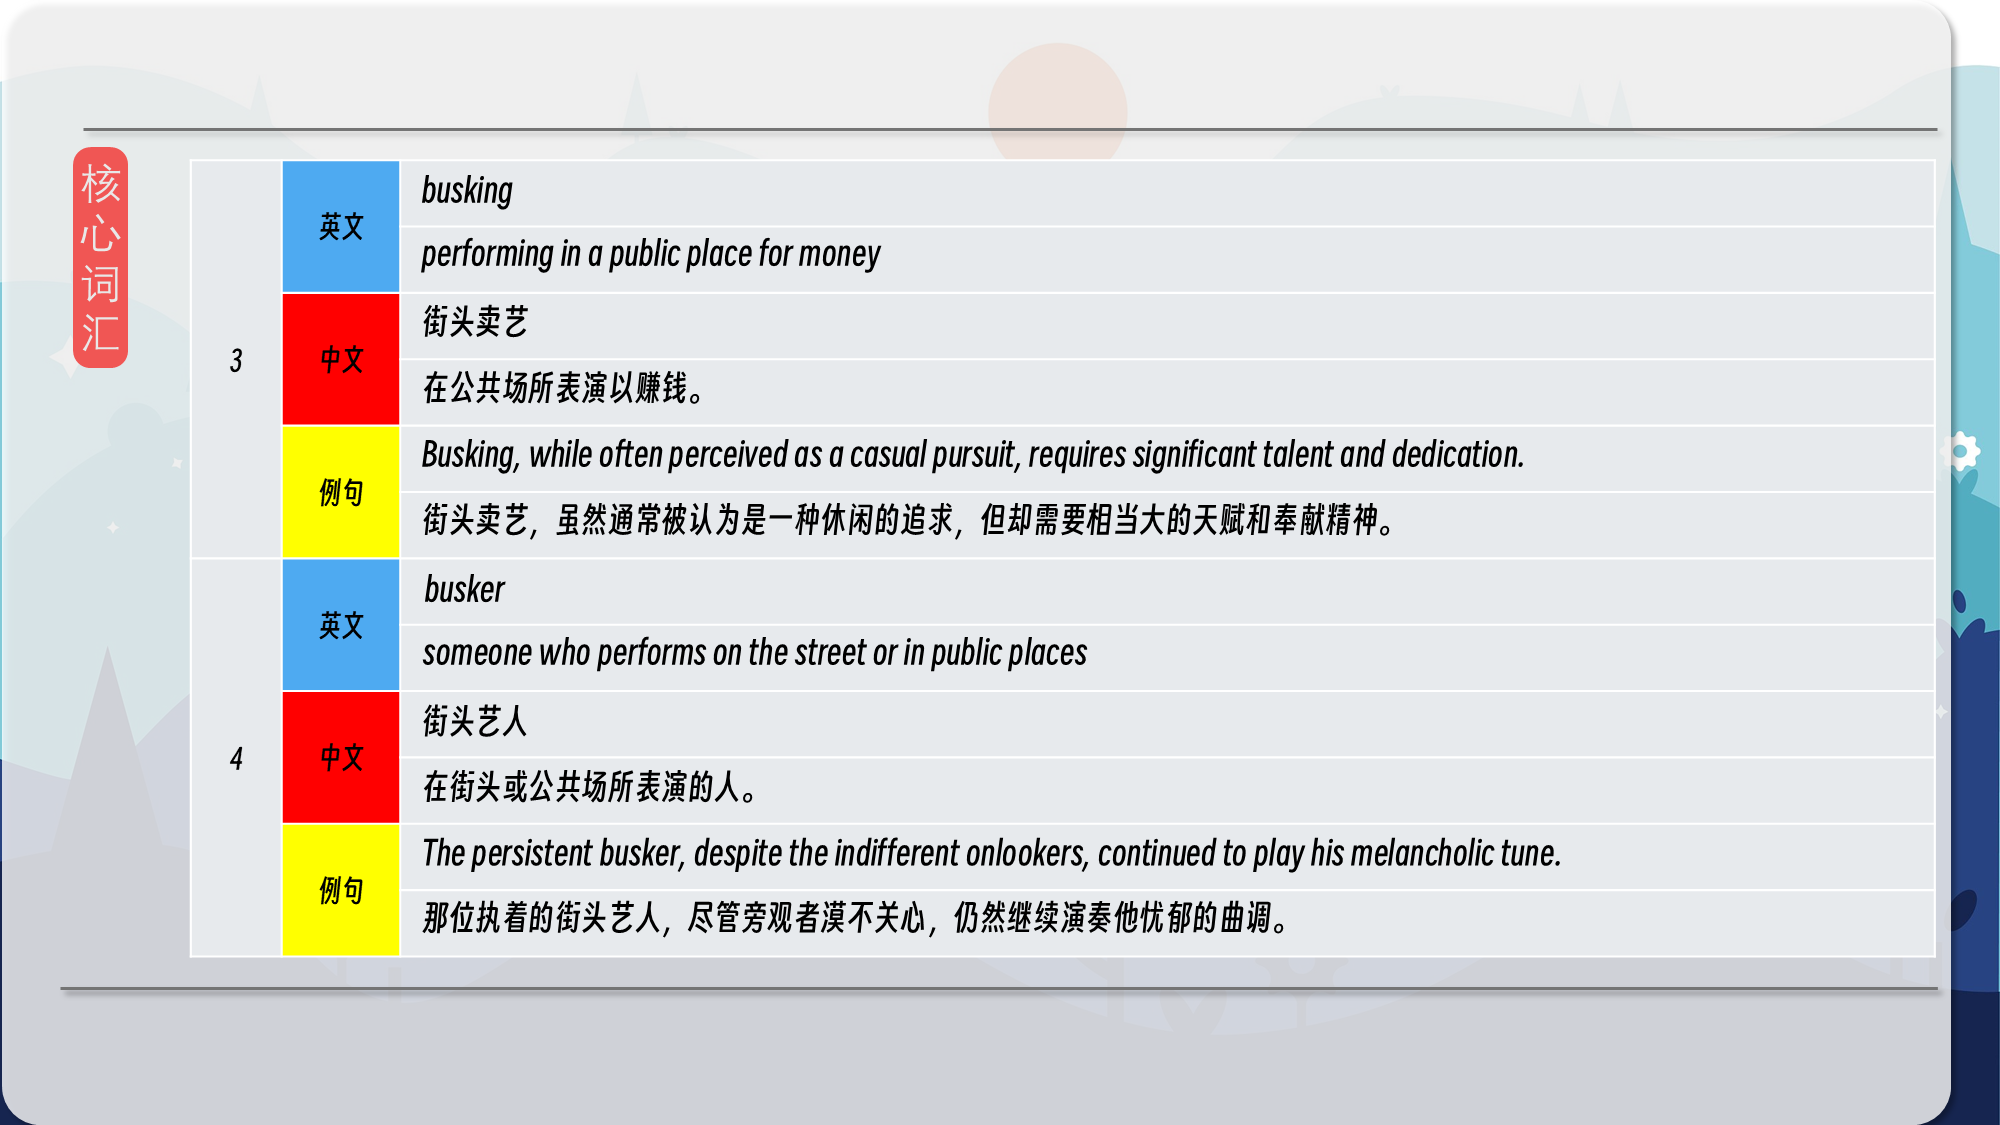 核心词汇
3
英文
busking
performing in a public place for money
中文
街头卖艺
在公共场所表演以赚钱。
例句
Busking, while often perceived as a casual pursuit, requires significant talent and dedication.
街头卖艺，虽然通常被认为是一种休闲的追求，但却需要相当大的天赋和奉献精神。
4
英文
busker
someone who performs on the street or in public places
中文
街头艺人
在街头或公共场所表演的人。
例句
The persistent busker, despite the indifferent onlookers, continued to play his melancholic tune.
那位执着的街头艺人，尽管旁观者漠不关心，仍然继续演奏他忧郁的曲调。